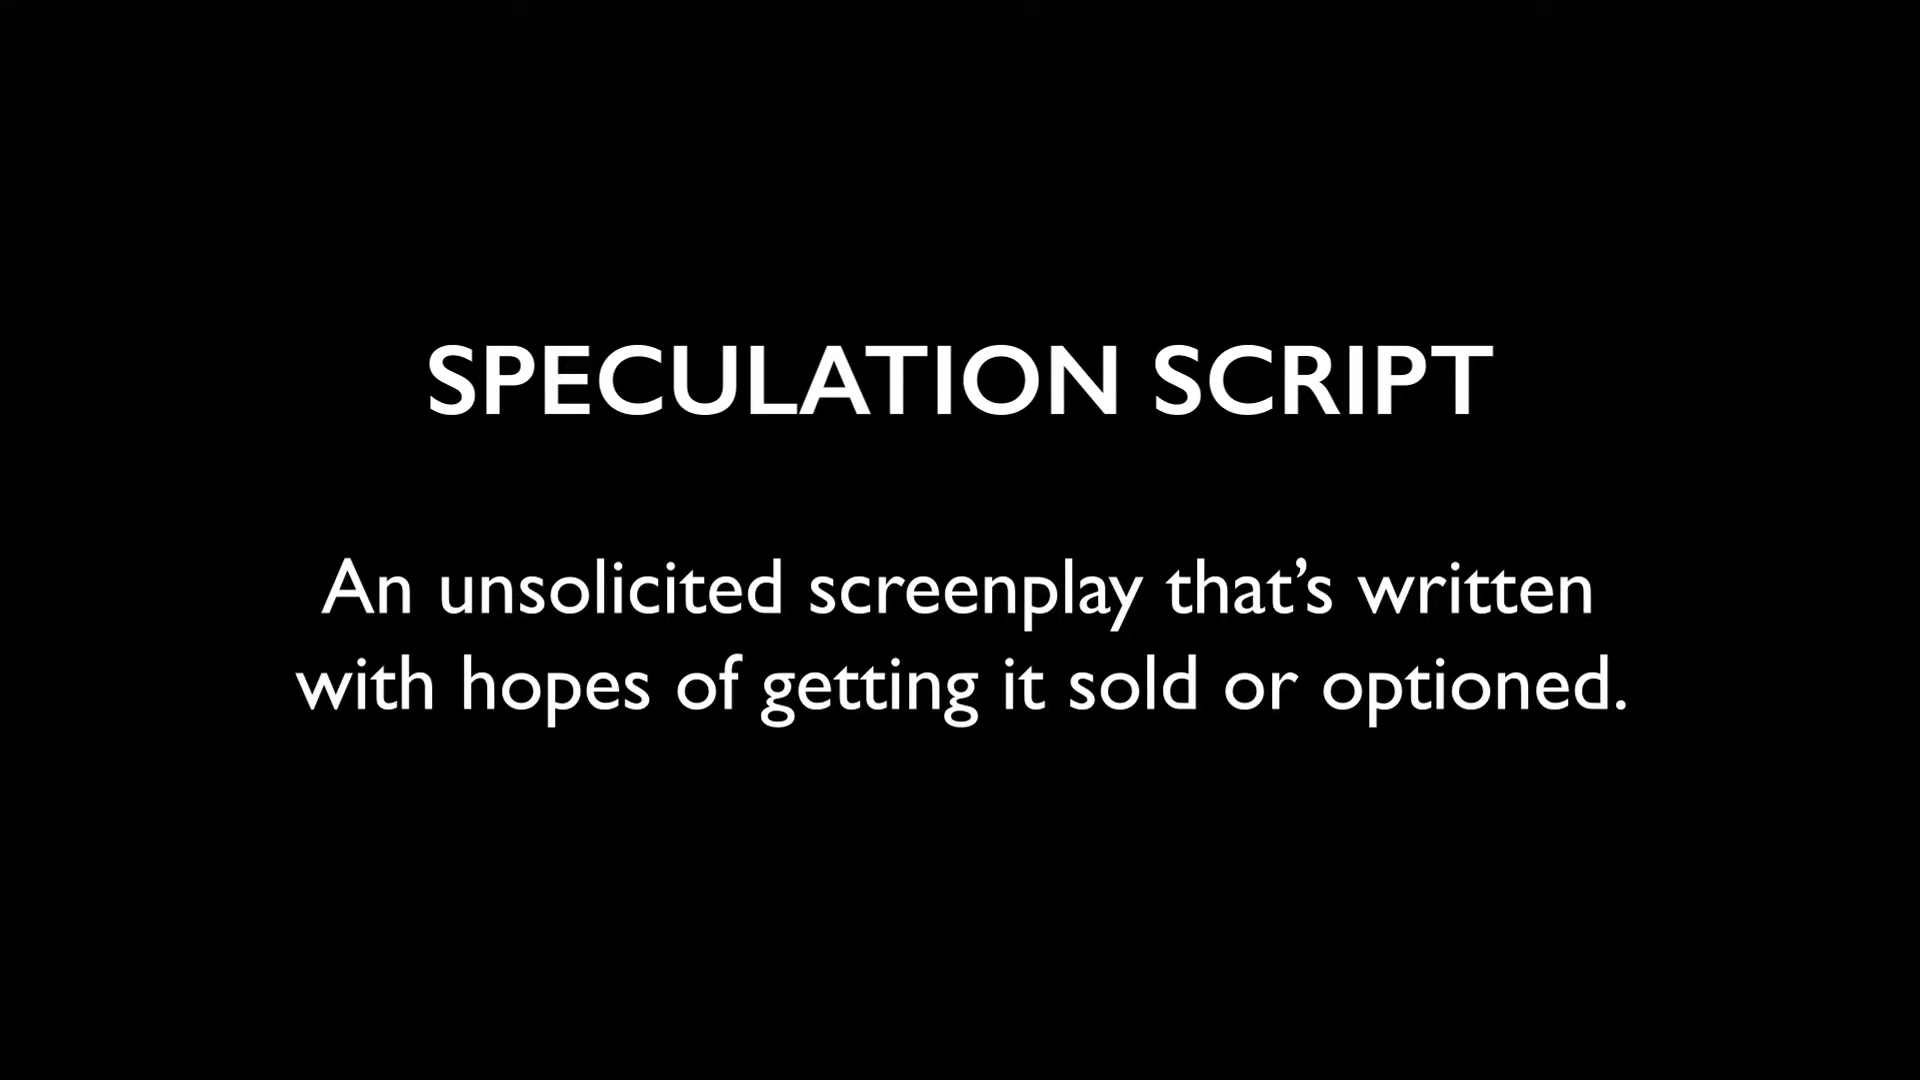 SPECULATION SCRIPT
An unsolicited screenplay that’s written
with hopes of getting it sold or optioned.